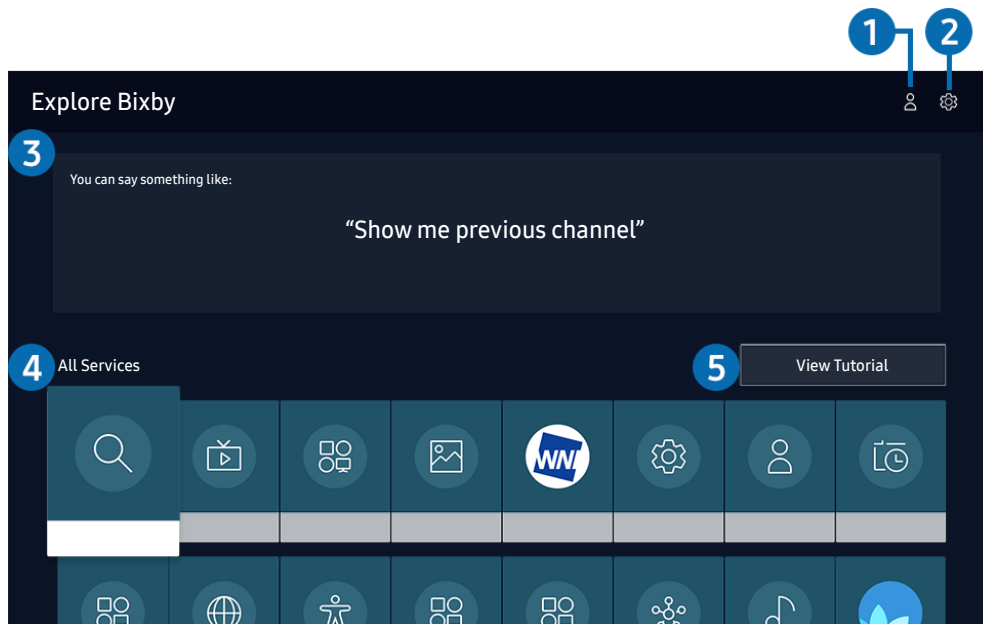 1 2
Explore Bixby
3
You can say something like:
“Show me previous channel”
4 All Services
5 View Tutorial
WNI